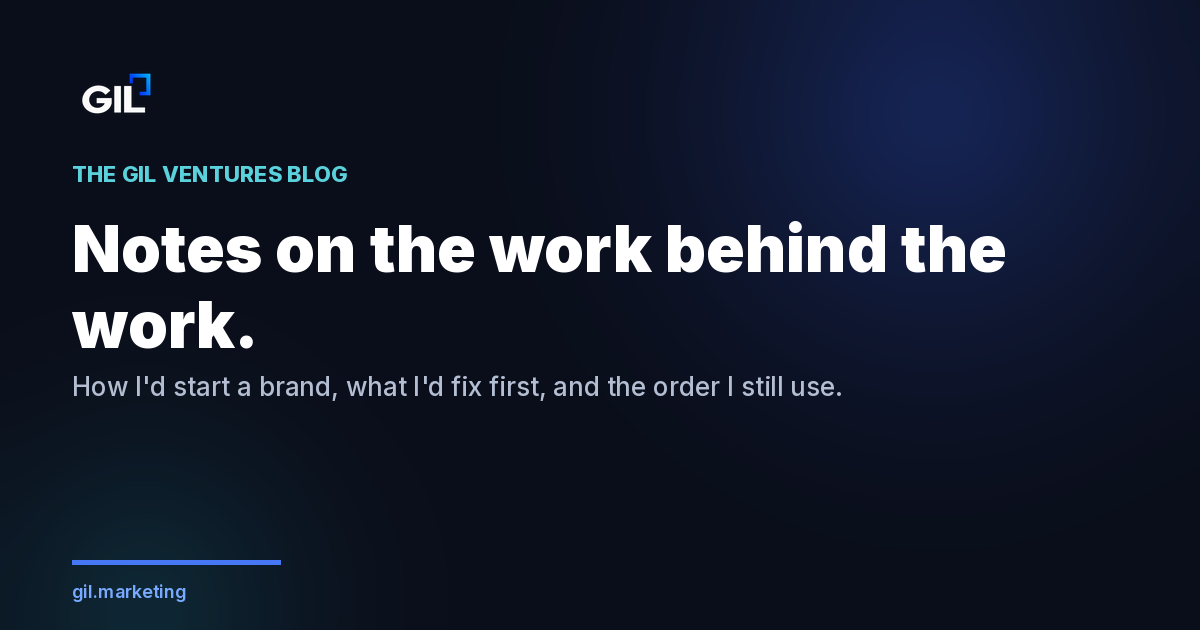 GIL
THE GIL VENTURES BLOG
Notes on the work behind the
work.
How I'd start a brand, what I'd fix first, and the order I still use.
gil.marketing